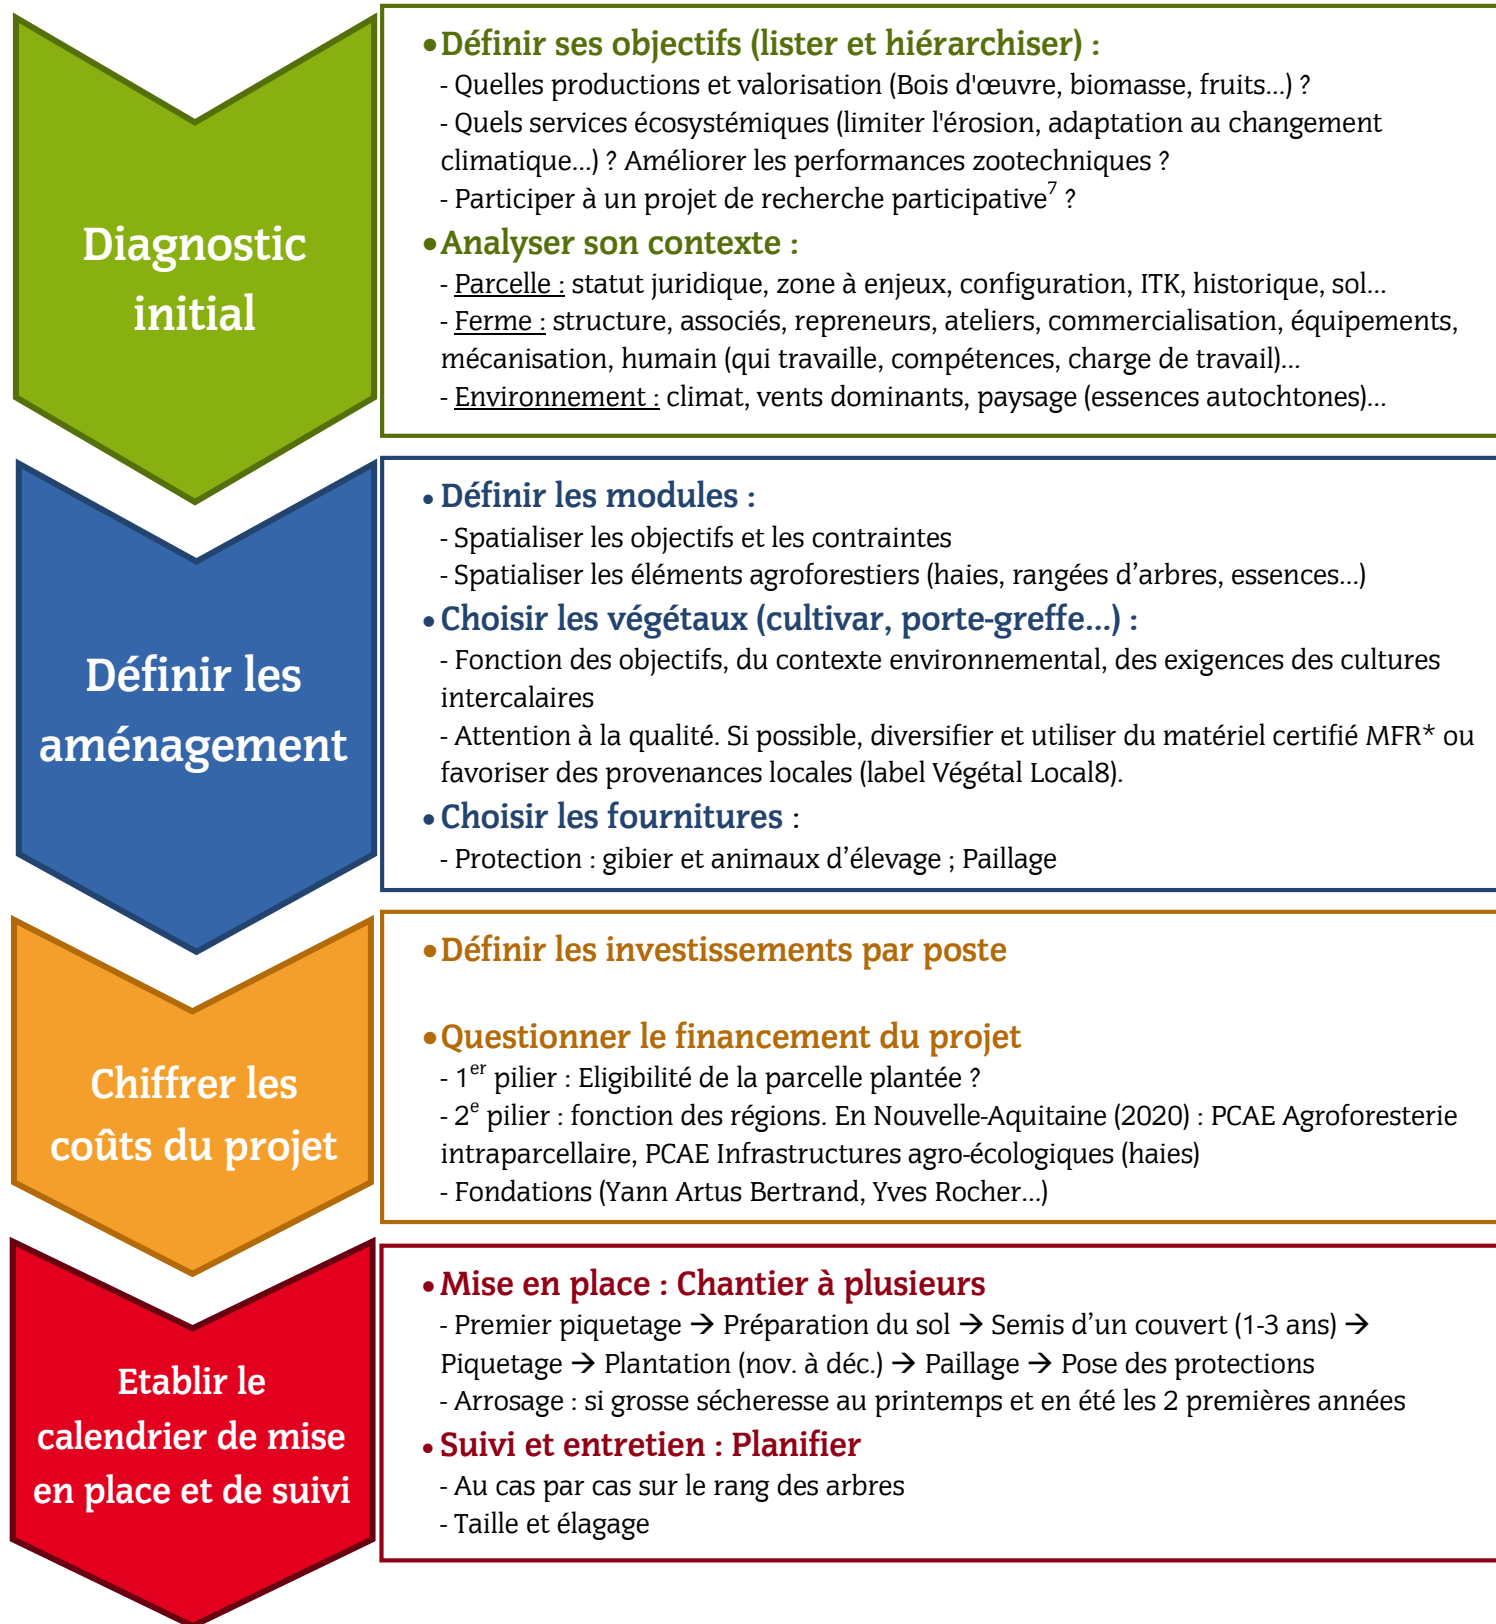 Diagnostic
initial
•Définir ses objectifs (lister et hiérarchiser) :
- Quelles productions et valorisation (Bois d'œuvre, biomasse, fruits...) ?
- Quels services écosystémiques (limiter l'érosion, adaptation au changement
climatique...) ? Améliorer les performances zootechniques ?
- Participer à un projet de recherche participative⁷ ?
•Analyser son contexte :
- Parcelle : statut juridique, zone à enjeux, configuration, ITK, historique, sol...
- Ferme : structure, associés, repreneurs, ateliers, commercialisation, équipements,
mécanisation, humain (qui travaille, compétences, charge de travail)...
- Environnement : climat, vents dominants, paysage (essences autochtones)...
Définir les
aménagement
• Définir les modules :
- Spatialiser les objectifs et les contraintes
- Spatialiser les éléments agroforestiers (haies, rangées d’arbres, essences...)
• Choisir les végétaux (cultivar, porte-greffe...) :
- Fonction des objectifs, du contexte environnemental, des exigences des cultures
intercalaires
- Attention à la qualité. Si possible, diversifier et utiliser du matériel certifié MFR* ou
favoriser des provenances locales (label Végétal Local8).
• Choisir les fournitures :
- Protection : gibier et animaux d’élevage ; Paillage
Chiffrer les
coûts du projet
•Définir les investissements par poste
•Questionner le financement du projet
- 1er pilier : Eligibilité de la parcelle plantée ?
- 2e pilier : fonction des régions. En Nouvelle-Aquitaine (2020) : PCAE Agroforesterie
intraparcellaire, PCAE Infrastructures agro-écologiques (haies)
- Fondations (Yann Artus Bertrand, Yves Rocher...)
Etablir le
calendrier de mise
en place et de suivi
• Mise en place : Chantier à plusieurs
- Premier piquetage → Préparation du sol → Semis d’un couvert (1-3 ans) →
Piquetage → Plantation (nov. à déc.) → Paillage → Pose des protections
- Arrosage : si grosse sécheresse au printemps et en été les 2 premières années
• Suivi et entretien : Planifier
- Au cas par cas sur le rang des arbres
- Taille et élagage